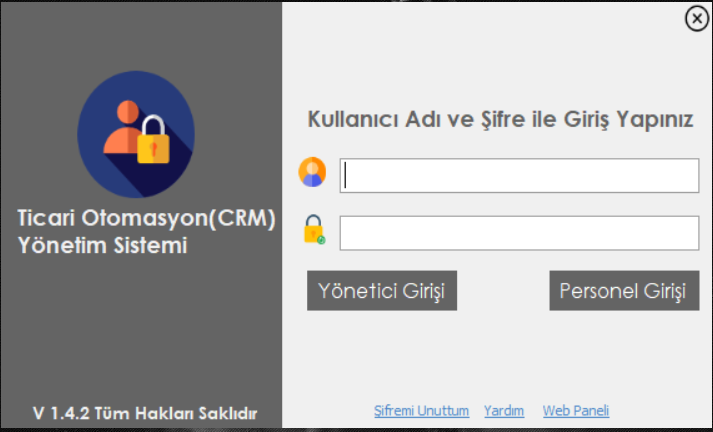 Kullanıcı Adı ve Şifre ile Giriş Yapınız
Ticari Otomasyon(CRM)
Yönetim Sistemi
Yönetici Girişi
Personel Girişi
V 1.4.2 Tüm Hakları Saklıdır
Şifremi Unuttum
Yardım
Web Paneli